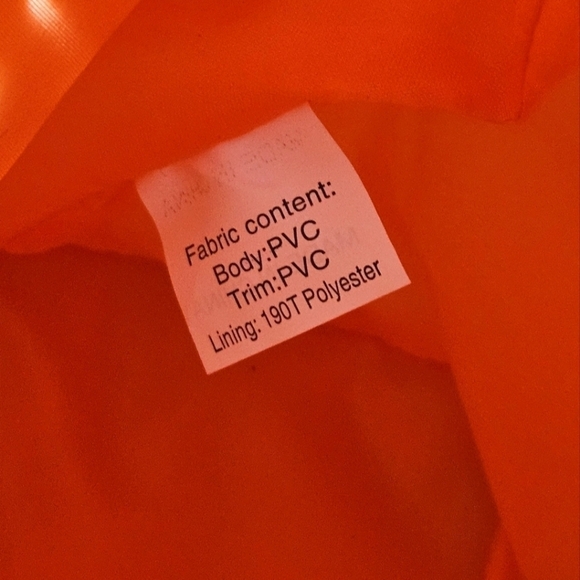 Fabric content:
Body:PVC
Trim:PVC
Lining: 190T Polyester